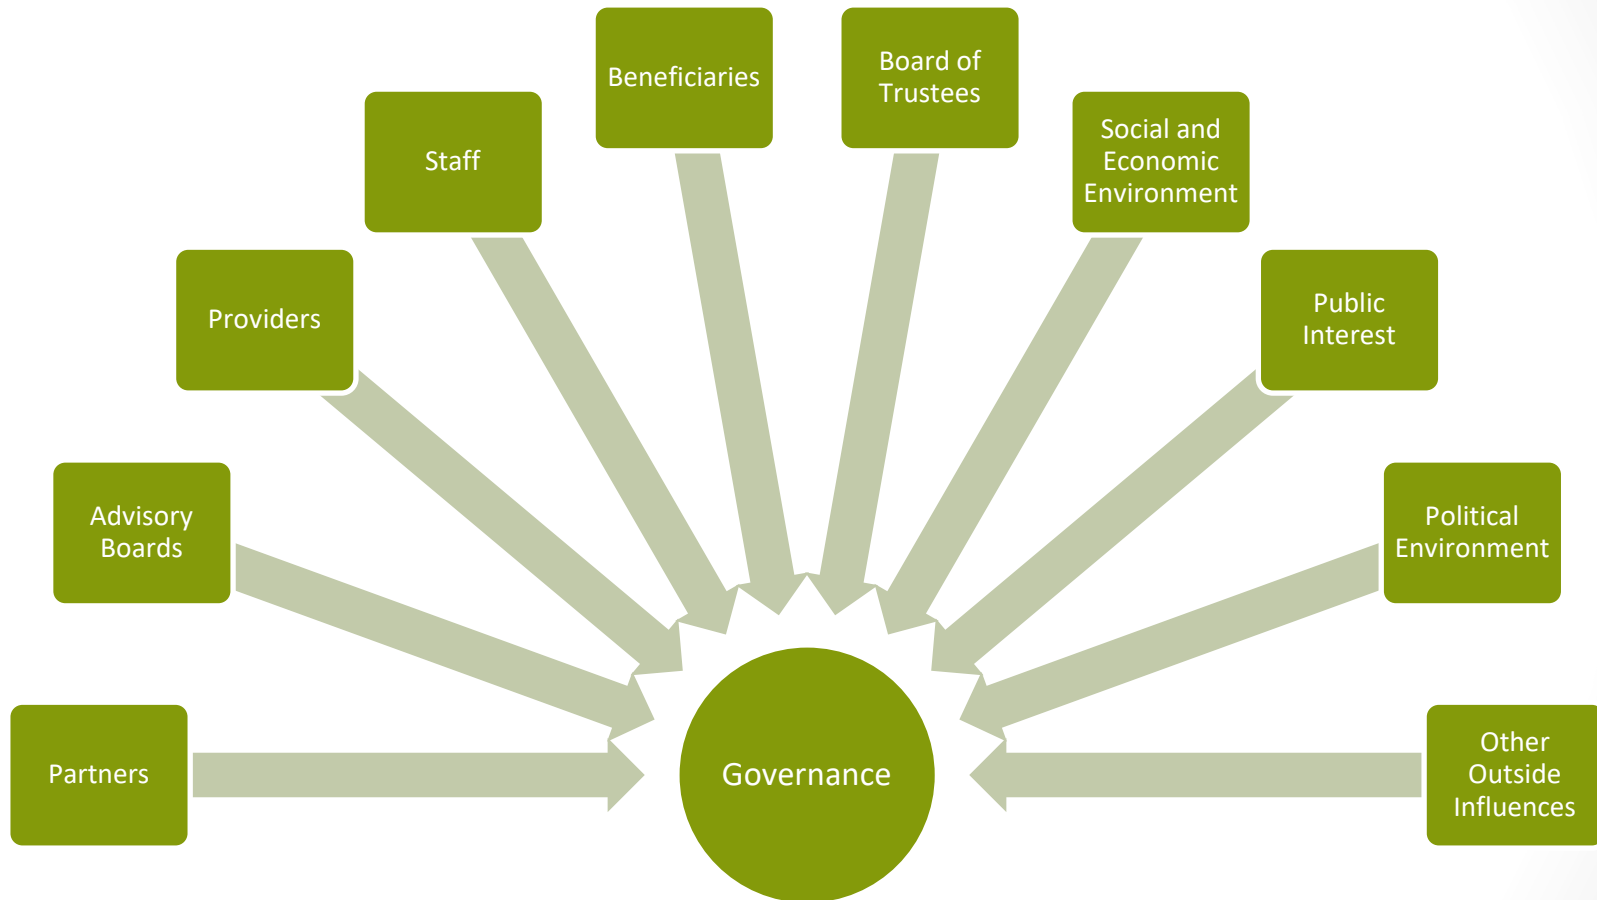 Beneficiaries
Board of
Trustees
Staff
Social and
Economic
Environment
Providers
Public
Interest
Advisory
Boards
Political
Environment
Partners
Governance
Other
Outside
Influences